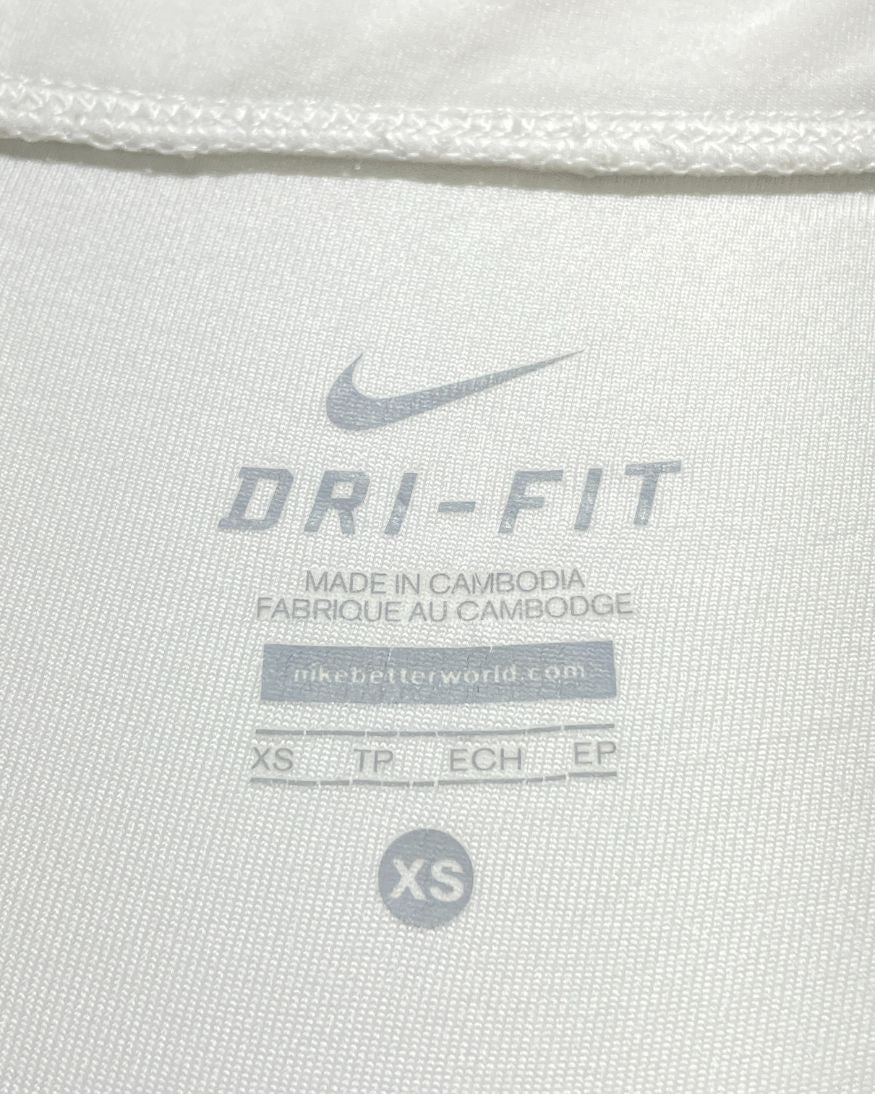 DRI-FIT
MADE IN CAMBODIA
FABRIQUE AU CAMBODGE
nikebetterworld.com
XS TP ECH EP
XS